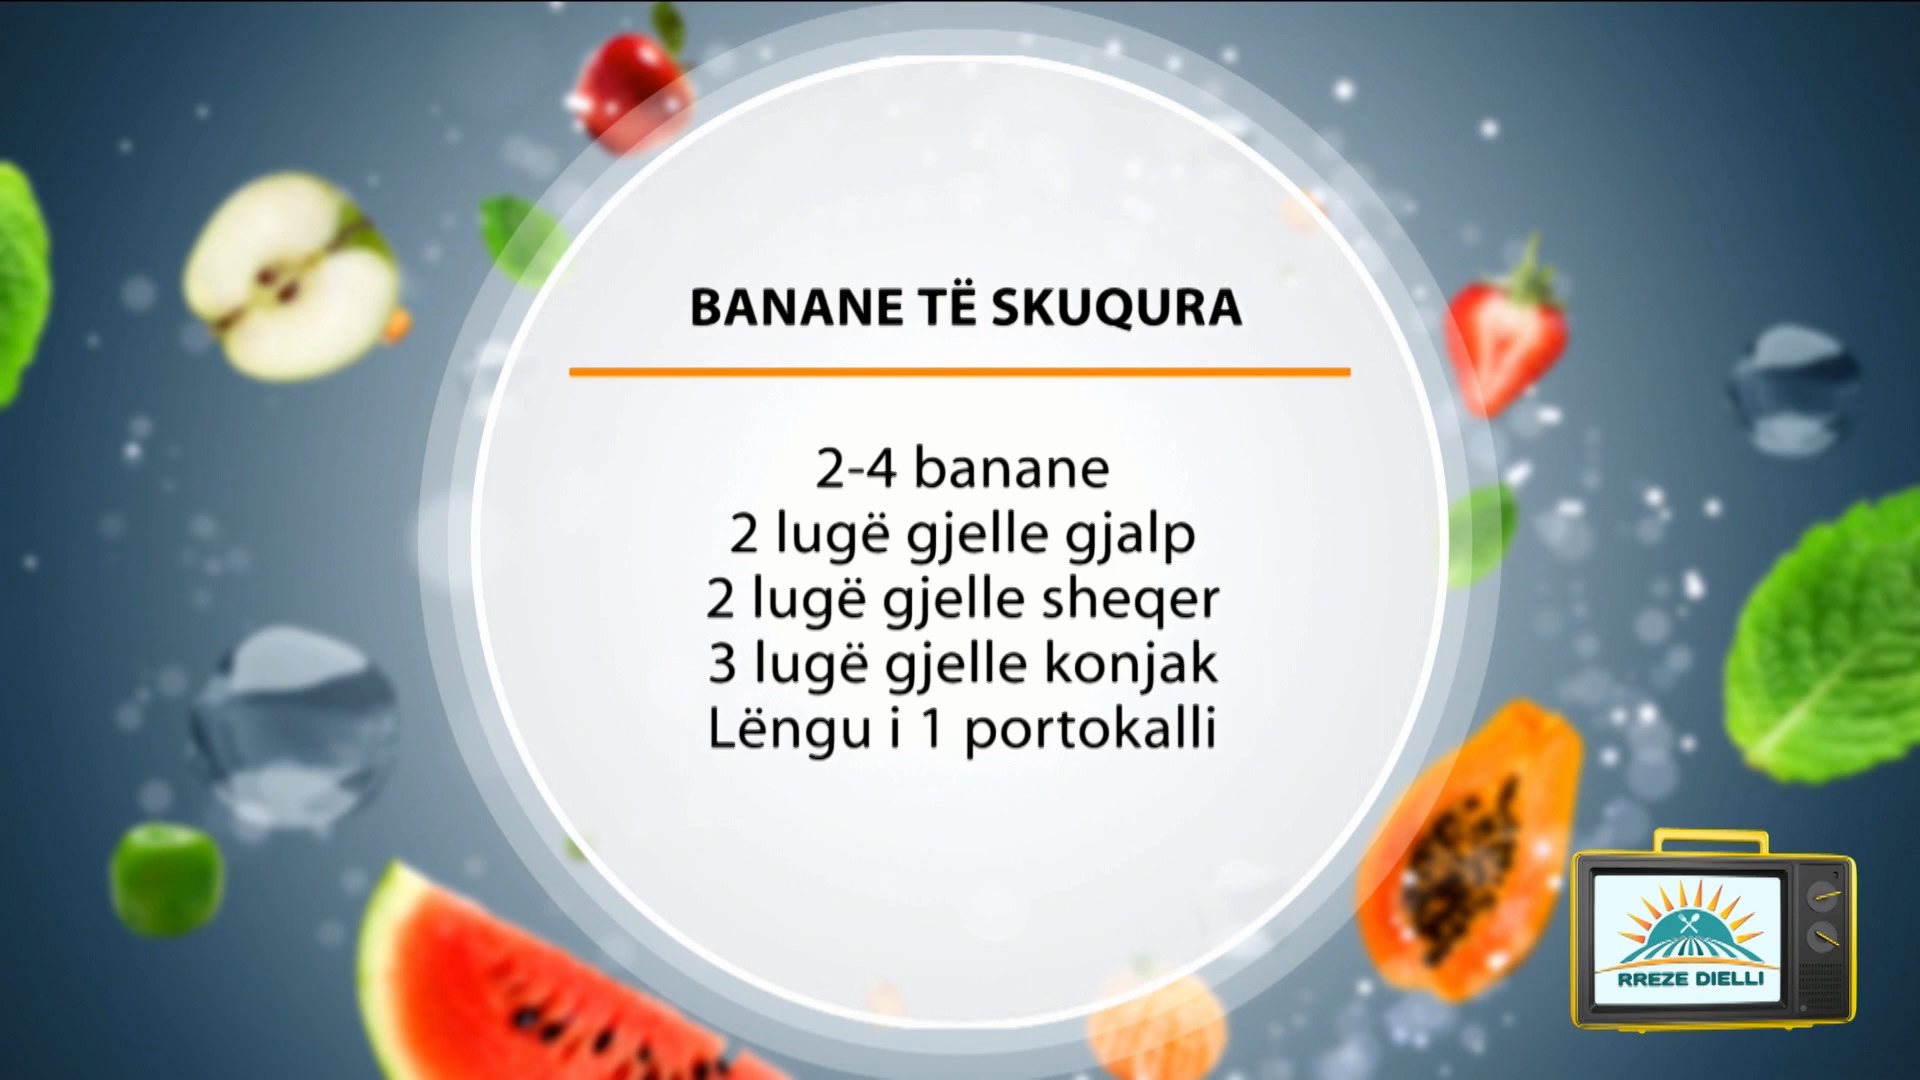 BANANE TË SKUQURA
2-4 banane
2 lugë gjelle gjalp
2 lugë gjelle sheqer
3 lugë gjelle konjak
Lëngu i 1 portokalli
RREZE DIELLI